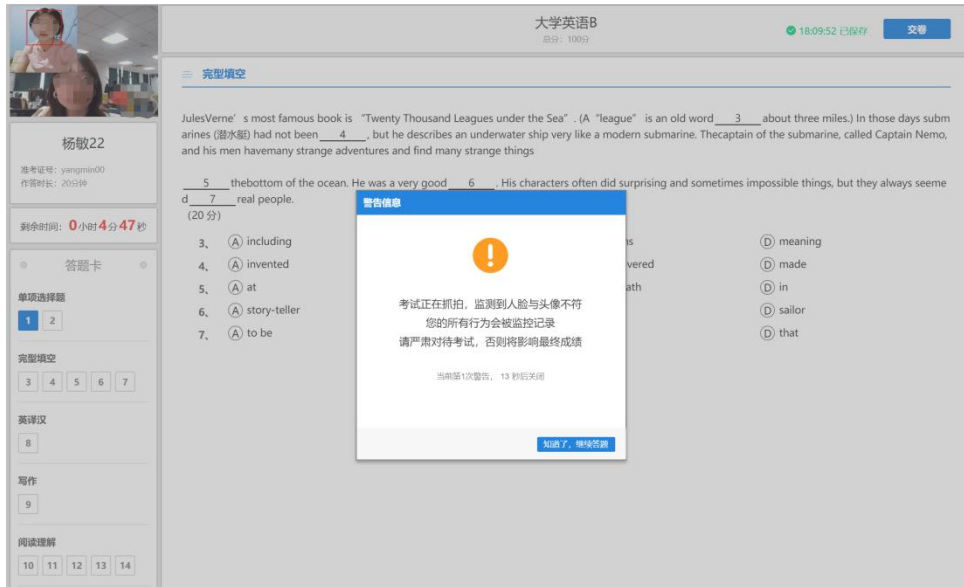 大学英语B
总分：100分
18:09:52 已保存
交卷
杨敏22
准考证号：yangmin00
作答时长：20分钟
剩余时间：0小时4分47秒
答题卡
单项选择题
1 2
完型填空
3 4 5 6 7
英译汉
8
写作
9
阅读理解
10 11 12 13 14
完型填空
JulesVerne’ s most famous book is “Twenty Thousand Leagues under the Sea”. (A “league” is an old word 3 about three miles.) In those days subm
arines (潜水艇) had not been 4 , but he describes an underwater ship very like a modern submarine. Thecaptain of the submarine, called Captain Nemo,
and his men havemany strange adventures and find many strange things
5 thebottom of the ocean. He was a very good 6 . His characters often did surprising and sometimes impossible things, but they always seeme
d 7 real people.
(20 分)
3、 A including D meaning
4、 A invented vered D made
5、 A at ath D in
6、 A story-teller D sailor
7、 A to be D that
警告信息
考试正在抓拍，监测到人脸与头像不符
您的所有行为会被监控记录
请严肃对待考试，否则将影响最终成绩
当前第1次警告， 13 秒后关闭
知道了，继续答题